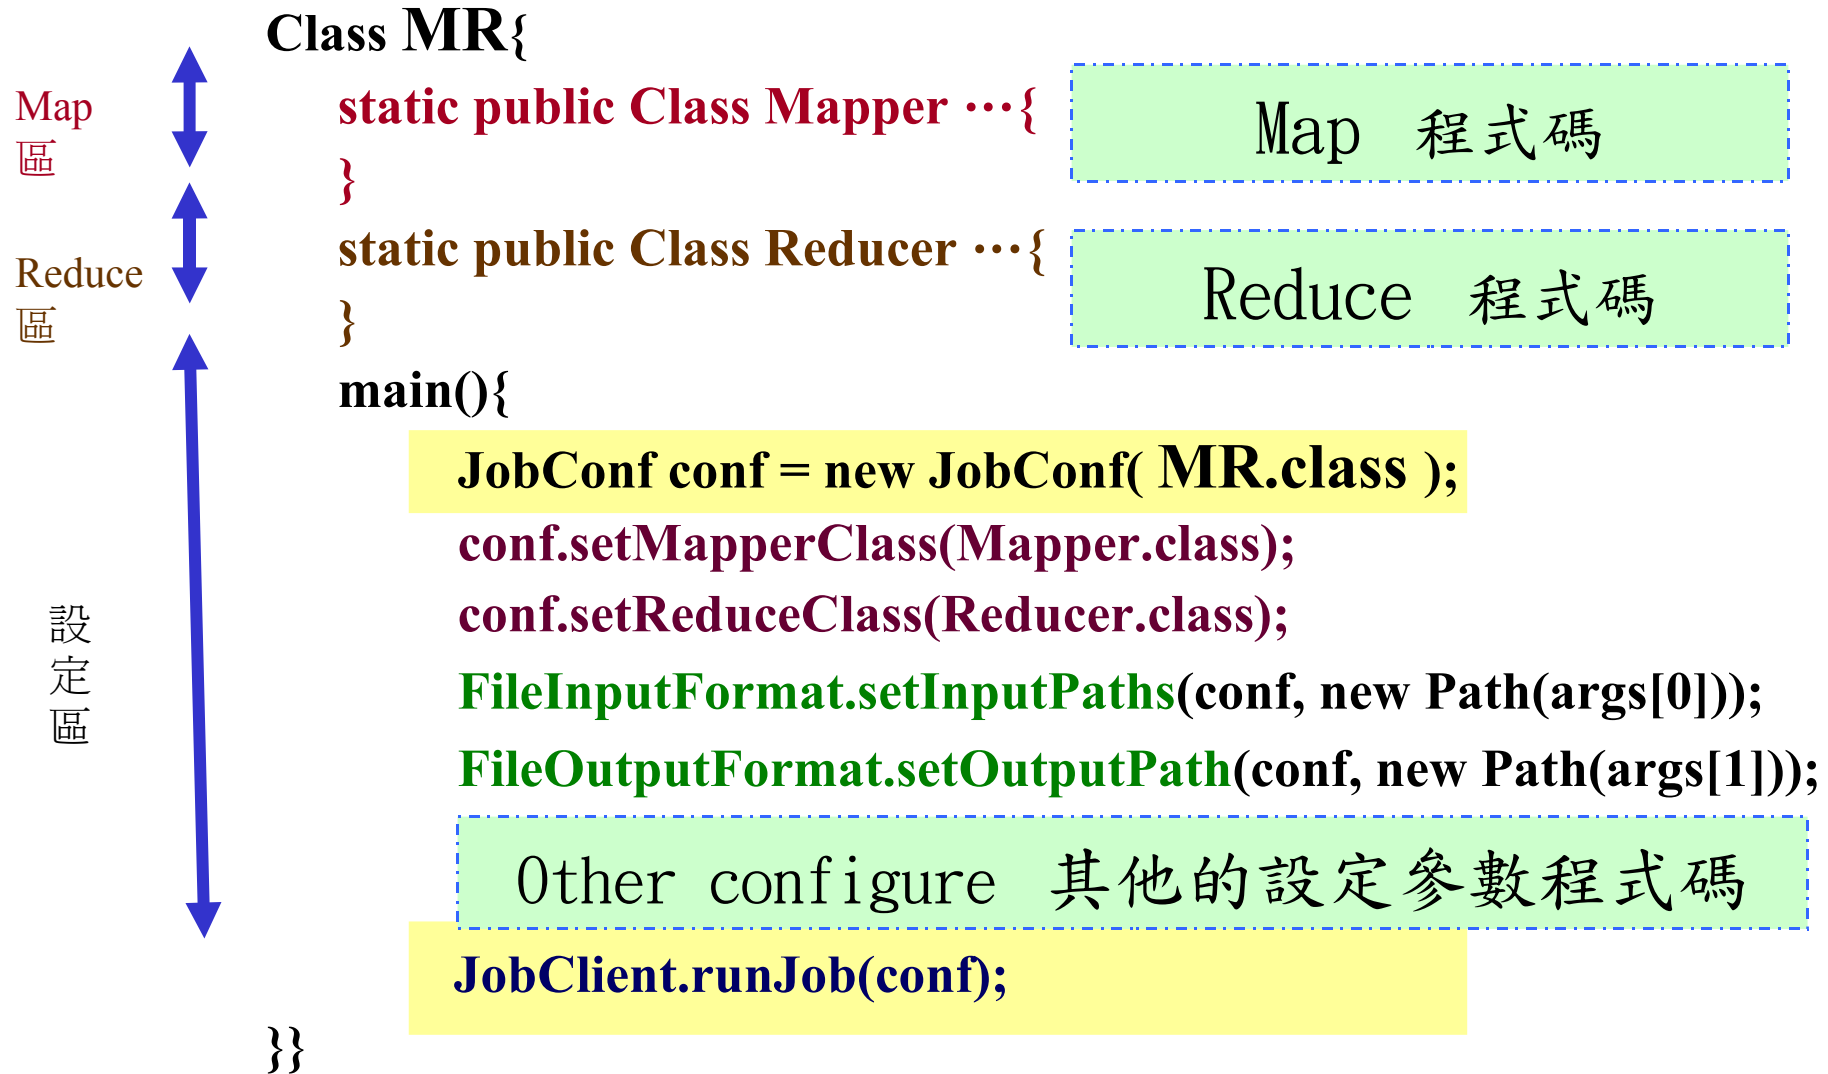 Class MR{
Map
區
static public Class Mapper ⋯{
Map 程式碼
}
Reduce
區
static public Class Reducer ⋯{
Reduce 程式碼
}
main(){
設
定
區
JobConf conf = new JobConf( MR.class );
conf.setMapperClass(Mapper.class);
conf.setReduceClass(Reducer.class);
FileInputFormat.setInputPaths(conf, new Path(args[0]));
FileOutputFormat.setOutputPath(conf, new Path(args[1]));
Other configure 其他的設定參數程式碼
JobClient.runJob(conf);
}}